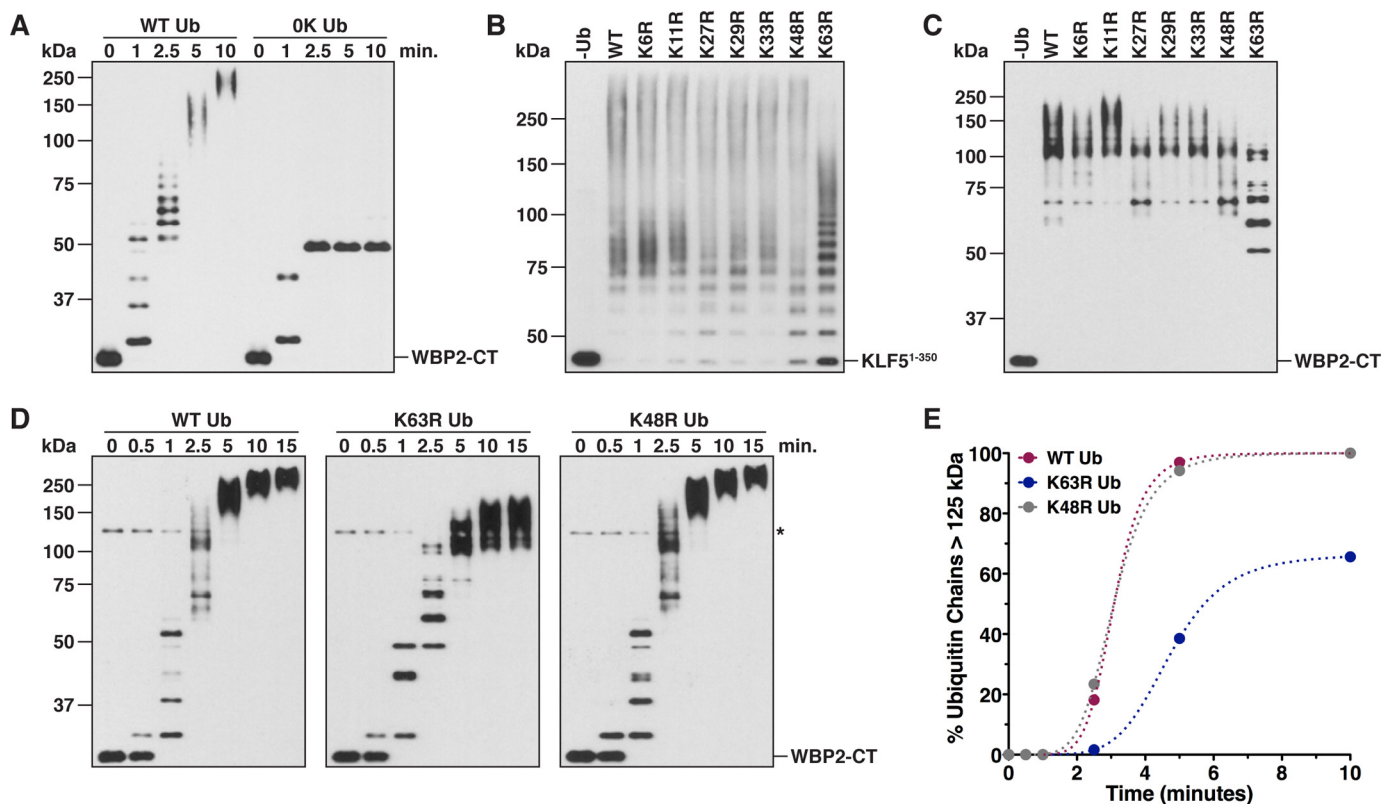 A
WT Ub 0K Ub
kDa 0 1 2.5 5 10 0 1 2.5 5 10 min.
250
150
100
75
50
37
WBP2-CT
B
kDa -Ub WT K6R K11R K27R K29R K33R K48R K63R
250
150
100
75
50
KLF5¹⁻³⁵⁰
C
kDa -Ub WT K6R K11R K27R K29R K33R K48R K63R
250
150
100
75
50
37
WBP2-CT
D
WT Ub K63R Ub K48R Ub
kDa 0 0.5 1 2.5 5 10 15 0 0.5 1 2.5 5 10 15 0 0.5 1 2.5 5 10 15 min.
250
150
100
75
50
37
*
WBP2-CT
E
% Ubiquitin Chains > 125 kDa
100
90
80
70
60
40
20
0
WT Ub
K63R Ub
K48R Ub
0 2 4 6 8 10
Time (minutes)